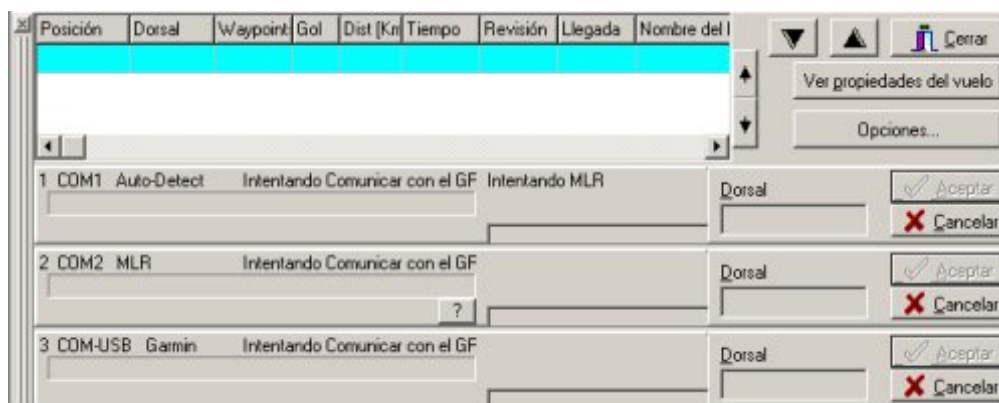 Posición Dorsal Waypoint Gol Dist [Km Tiempo Revisión Llegada Nombre del
Cerrar
Ver propiedades del vuelo
Opciones...
1 COM1 Auto-Detect Intentando Comunicar con el GF Intentando MLR
Dorsal
Aceptar
Cancelar
2 COM2 MLR Intentando Comunicar con el GF
?
Dorsal
Aceptar
Cancelar
3 COM-USB Garmin Intentando Comunicar con el GF
Dorsal
Aceptar
Cancelar